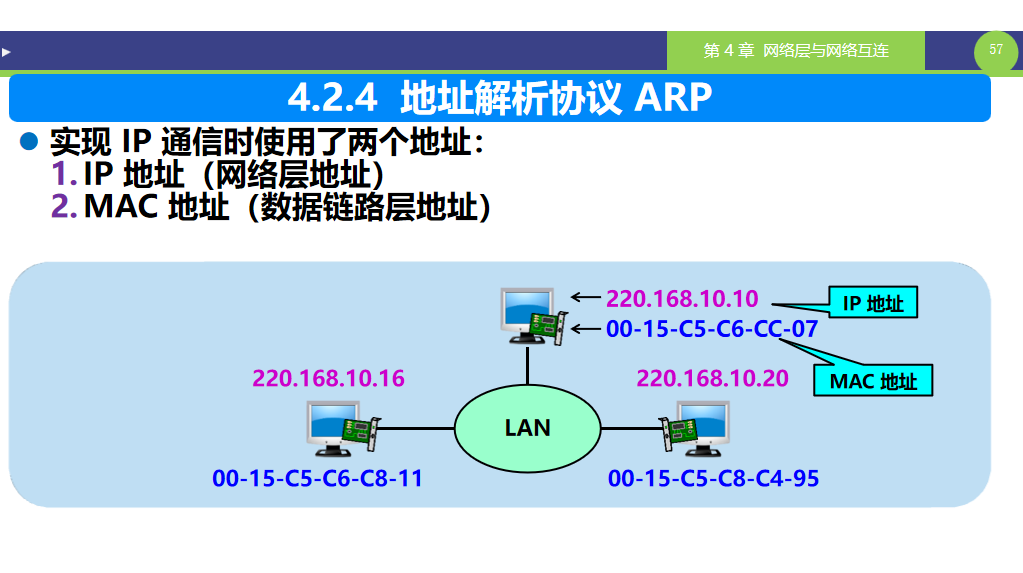 第 4 章 网络层与网络互连
57
4.2.4 地址解析协议 ARP
实现 IP 通信时使用了两个地址：
1. IP 地址（网络层地址）
2. MAC 地址（数据链路层地址）
220.168.10.10
IP 地址
00-15-C5-C6-CC-07
MAC 地址
220.168.10.16
220.168.10.20
LAN
00-15-C5-C6-C8-11
00-15-C5-C8-C4-95